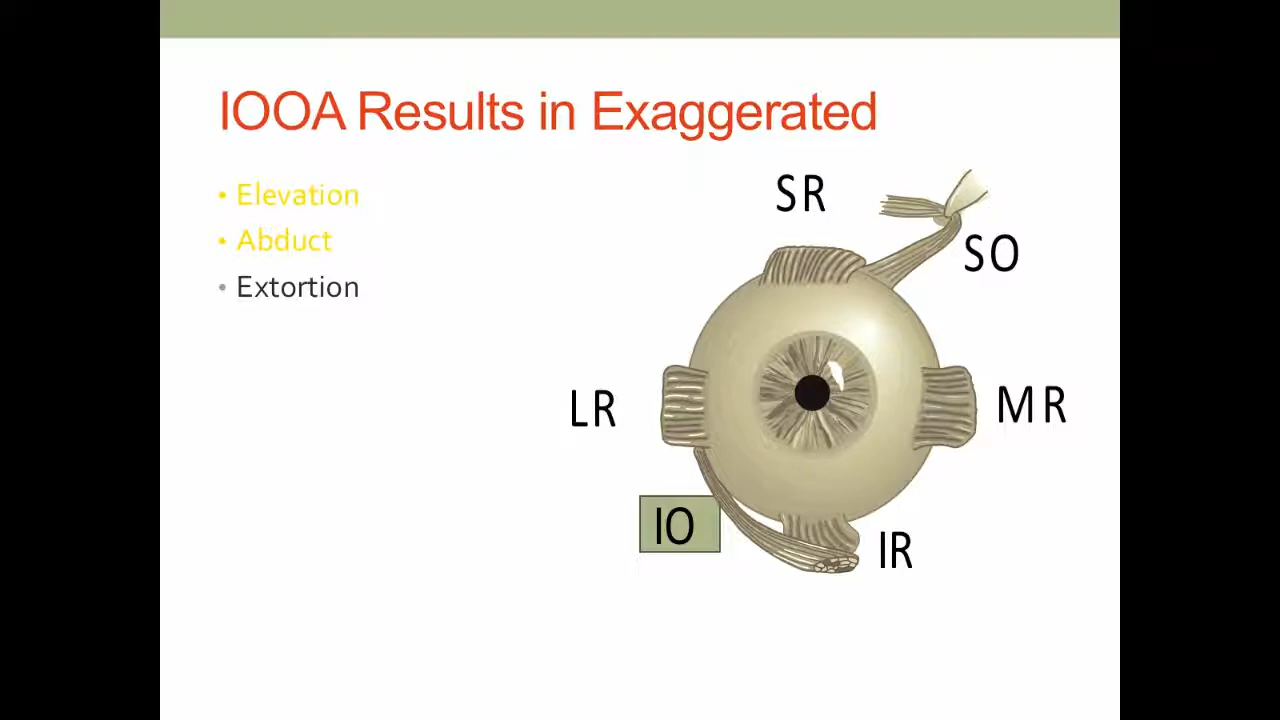 IOOA Results in Exaggerated
• Elevation
• Abduct
• Extortion
SR
SO
LR
MR
IO
IR